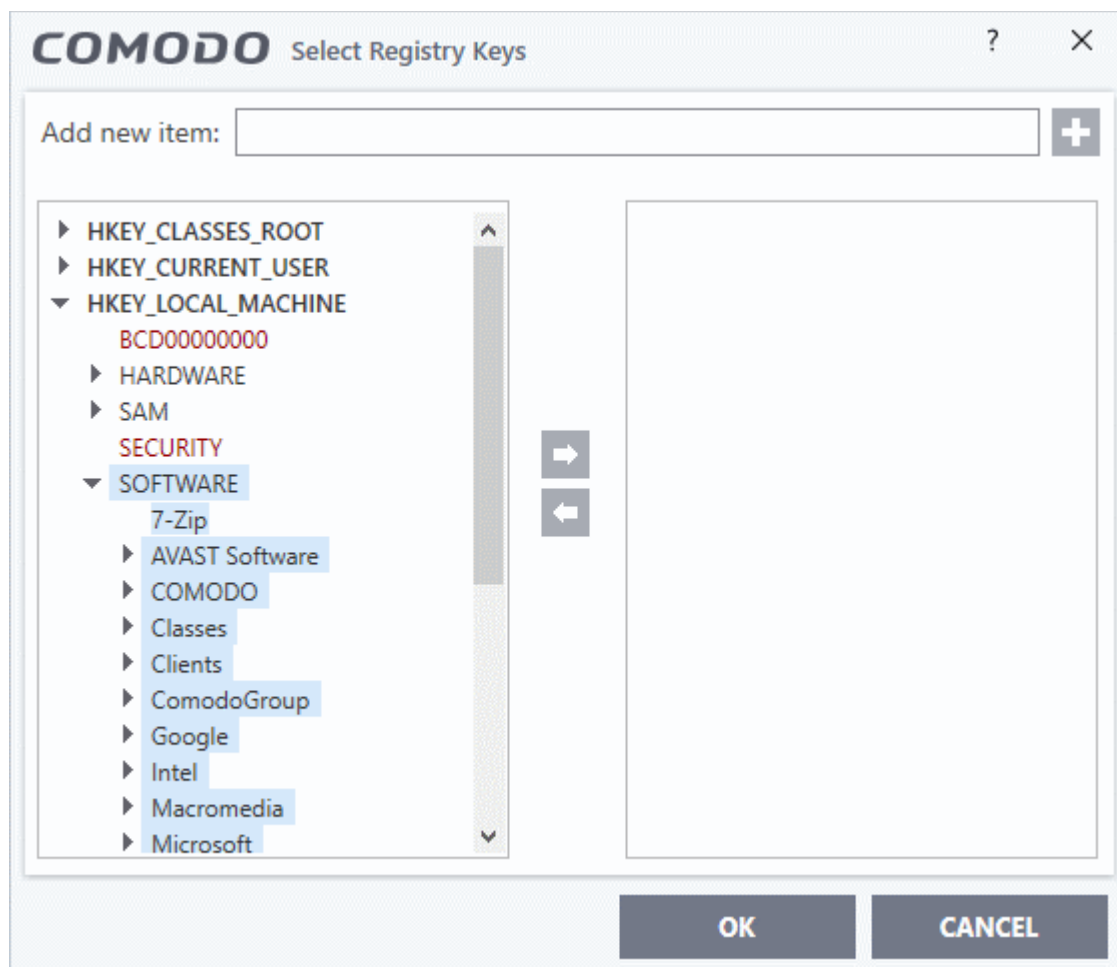 COMODO Select Registry Keys ? 
Add new item:
HKEY_CLASSES_ROOT
HKEY_CURRENT_USER
HKEY_LOCAL_MACHINE
BCD00000000
HARDWARE
SAM
SECURITY
SOFTWARE
7-Zip
AVAST Software
COMODO
Classes
Clients
ComodoGroup
Google
Intel
Macromedia
Microsoft
OK CANCEL